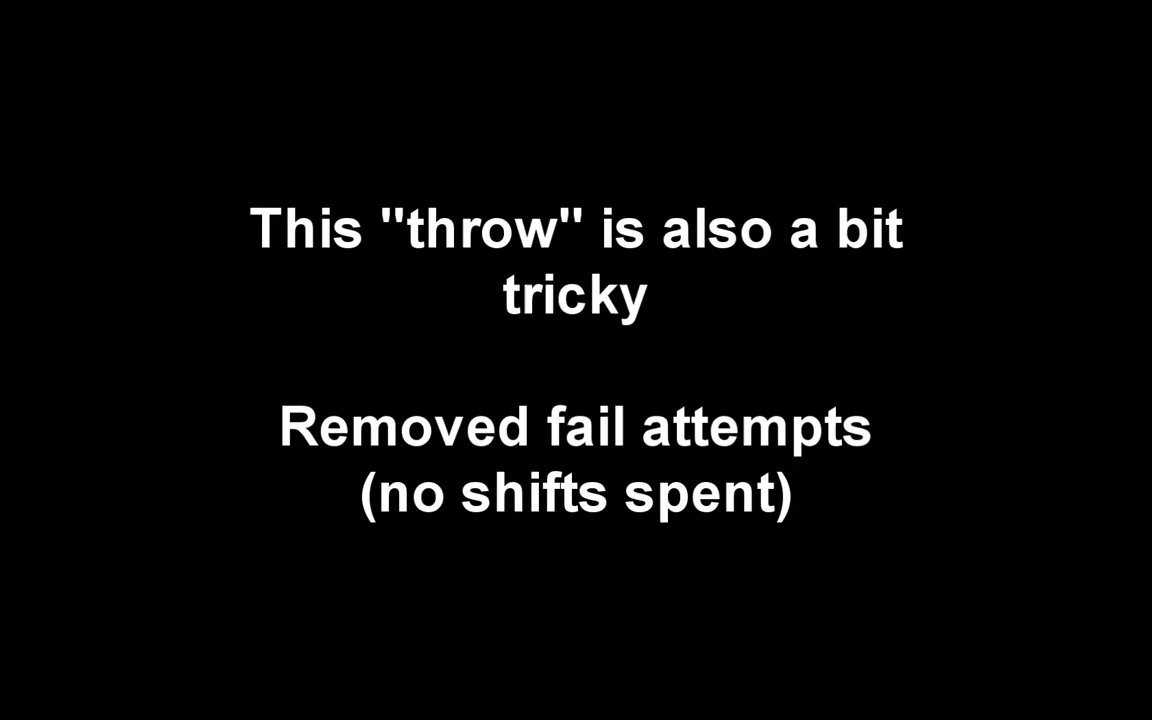 This "throw" is also a bit
tricky
Removed fail attempts
(no shifts spent)